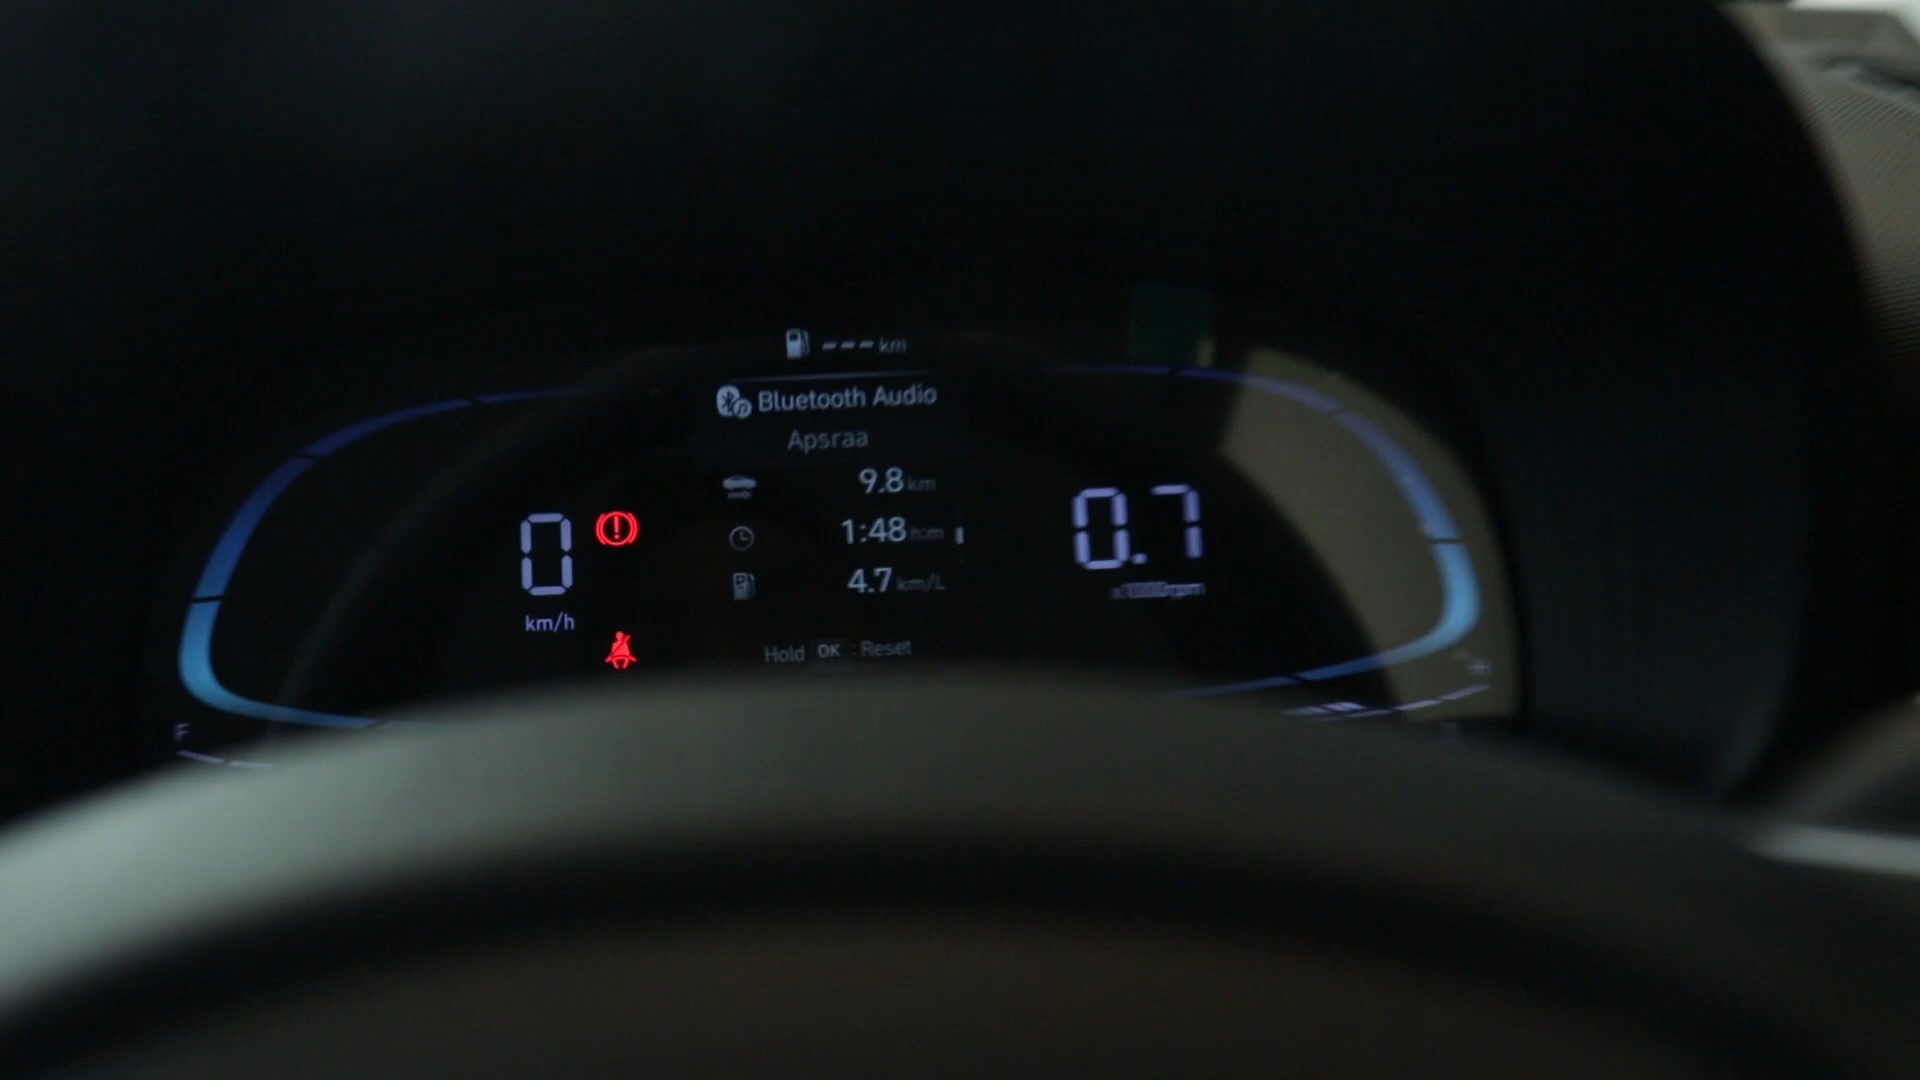 --- km
Bluetooth Audio
Apsraa
9.8 km
1:48 h:m
4.7 km/L
Hold OK : Reset
0
km/h
0.7
x1000rpm
F